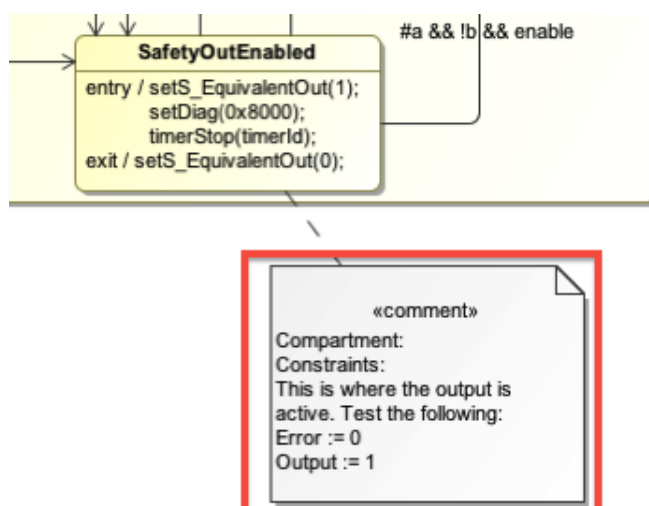 #a && !b && enable
SafetyOutEnabled
entry / setS_EquivalentOut(1);
setDiag(0x8000);
timerStop(timerId);
exit / setS_EquivalentOut(0);
«comment»
Compartment:
Constraints:
This is where the output is
active. Test the following:
Error := 0
Output := 1